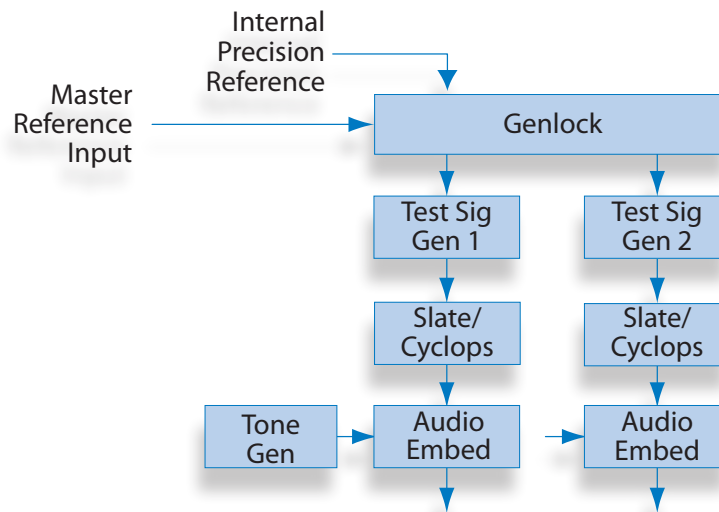 Internal
Precision
Reference
Master
Reference
Input
Genlock
Test Sig
Gen 1
Test Sig
Gen 2
Slate/
Cyclops
Slate/
Cyclops
Tone
Gen
Audio
Embed
Audio
Embed